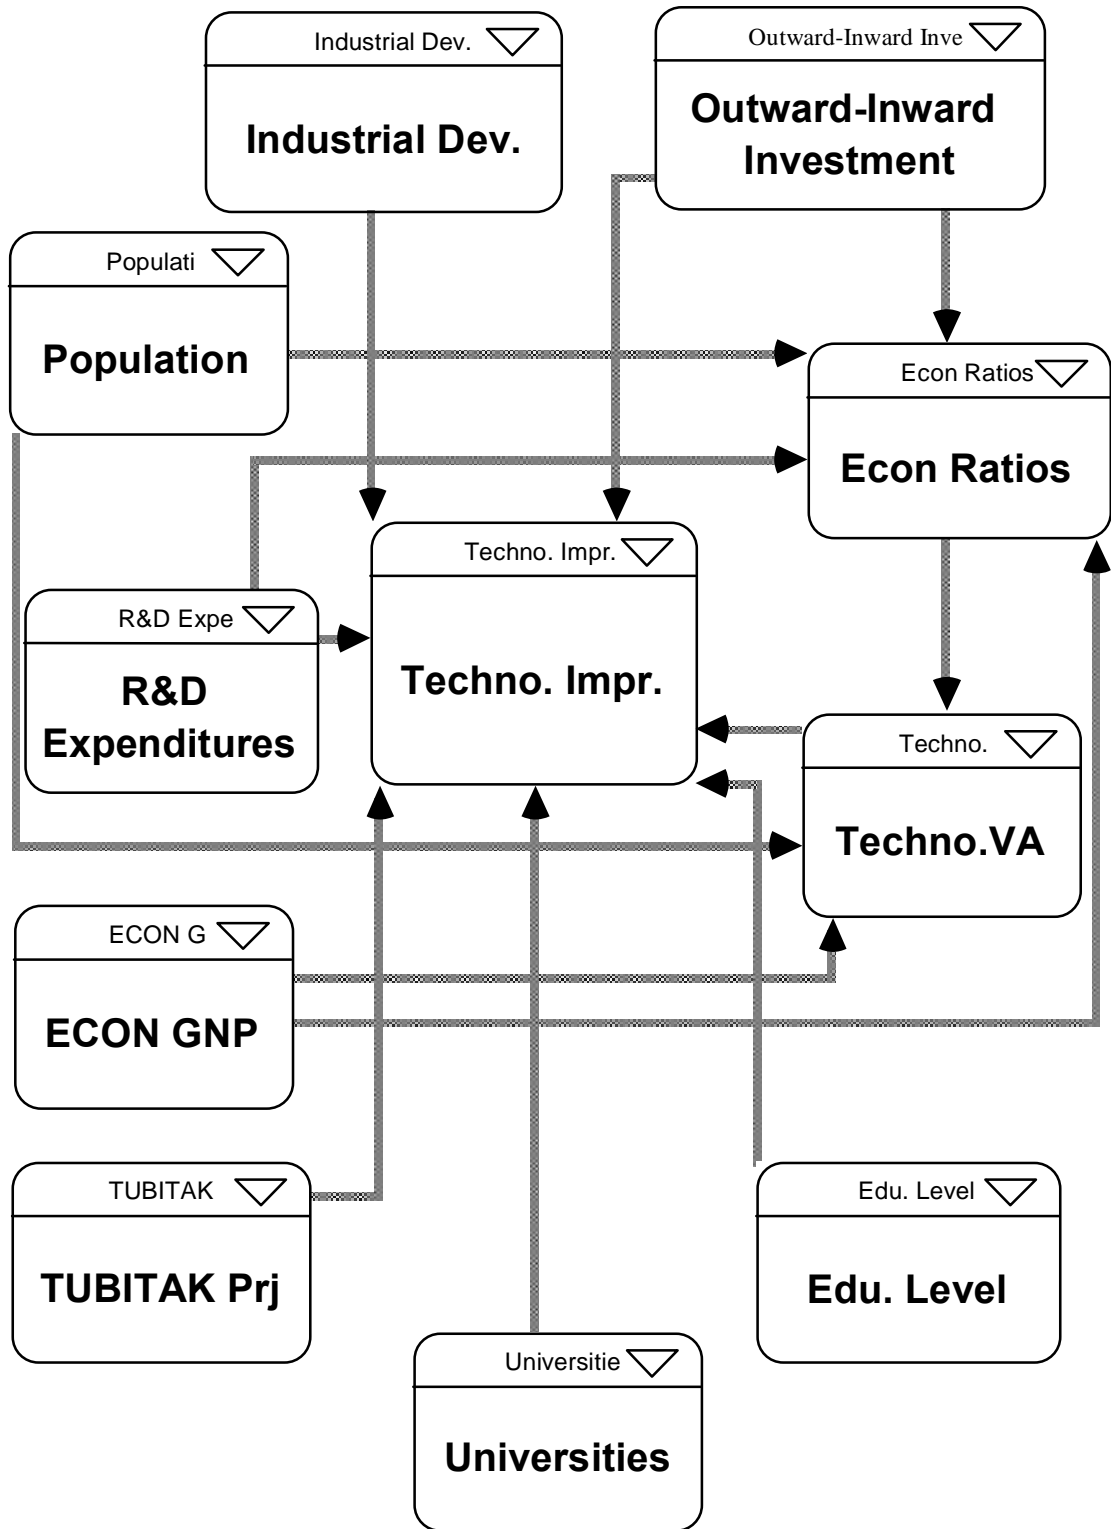 Industrial Dev.
Industrial Dev.
Outward-Inward Inve
Outward-Inward
Investment
Populati
Population
Econ Ratios
Econ Ratios
Techno. Impr.
Techno. Impr.
R&D Expe
R&D
Expenditures
Techno.
Techno.VA
ECON G
ECON GNP
TUBITAK
TUBITAK Prj
Edu. Level
Edu. Level
Universitie
Universities